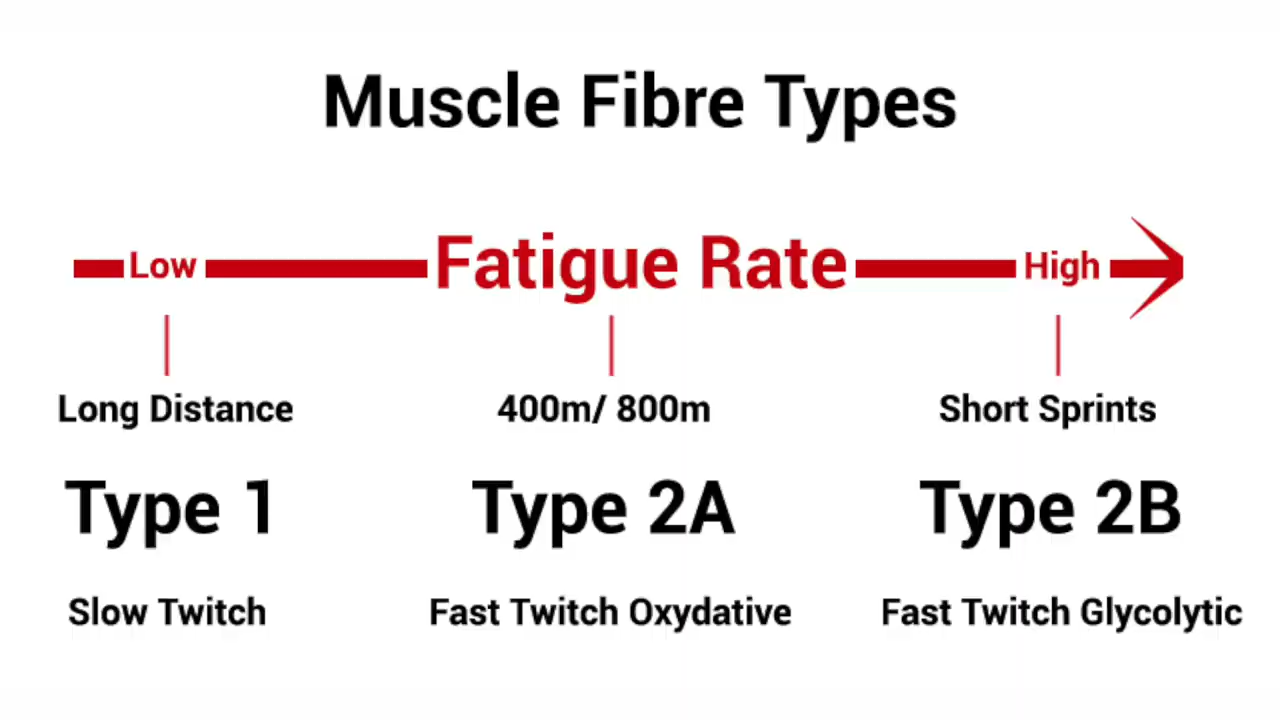 Muscle Fibre Types
Low Fatigue Rate High
Long Distance 400m/ 800m Short Sprints
Type 1 Type 2A Type 2B
Slow Twitch Fast Twitch Oxydative Fast Twitch Glycolytic